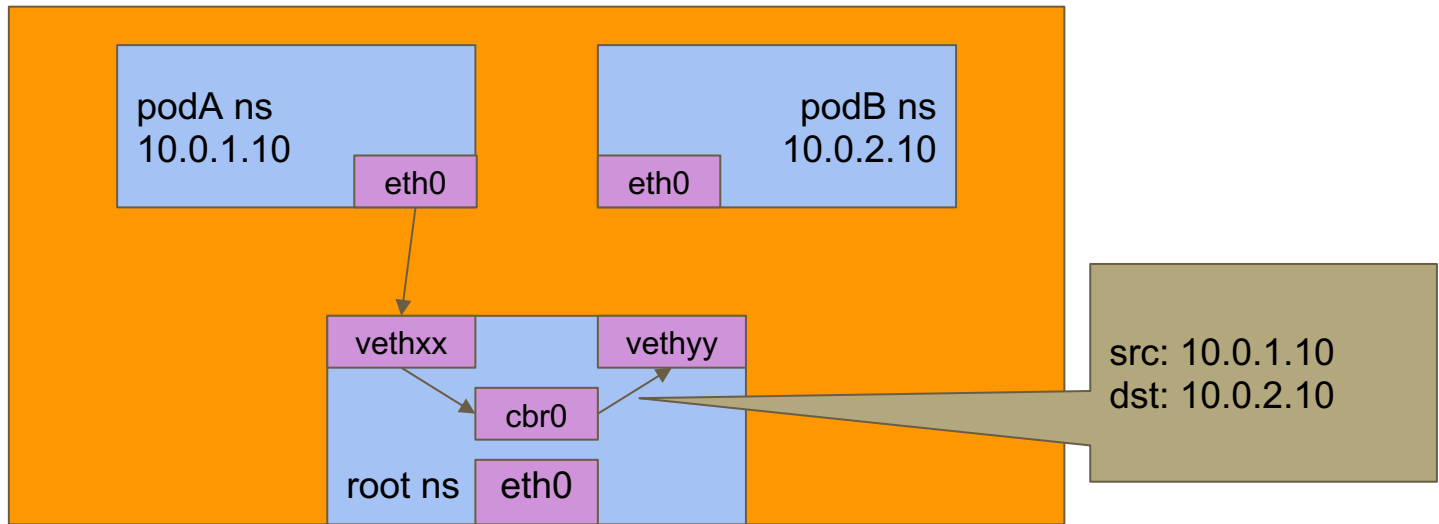 podA ns
10.0.1.10
eth0
podB ns
10.0.2.10
eth0
vethxx
vethyy
cbr0
root ns
eth0
src: 10.0.1.10
dst: 10.0.2.10